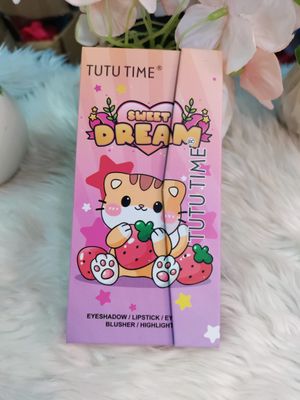 TUTU TIME®
SWEET
DREAM
TUTU TIME®
EYESHADOW / LIPSTICK / EY
BLUSHER / HIGHLIGHT